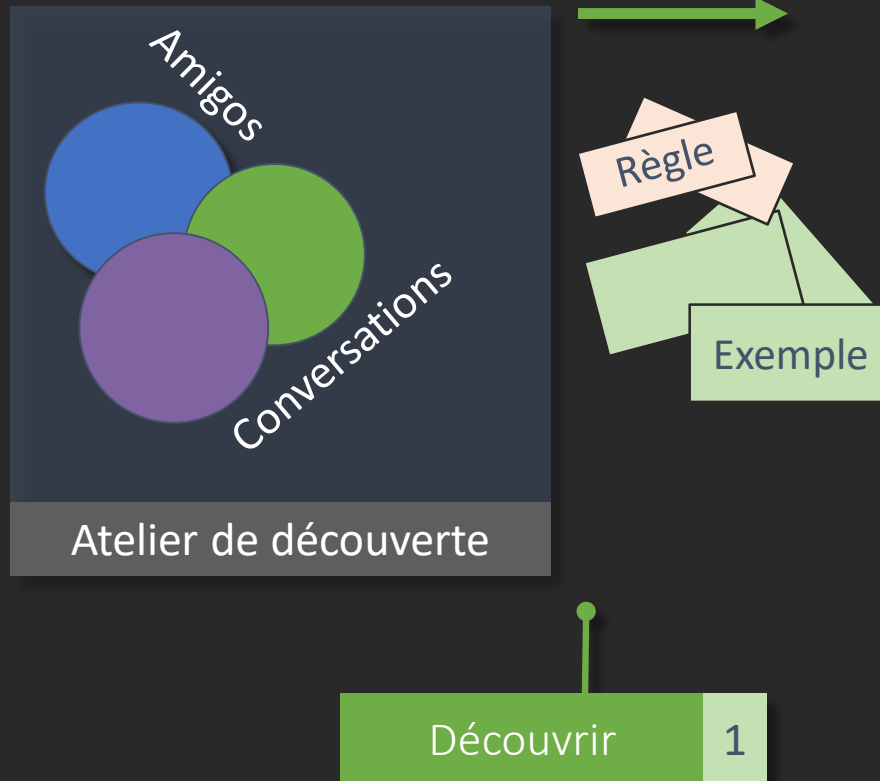 Amigos
Conversations
Atelier de découverte
Règle
Exemple
Découvrir
1